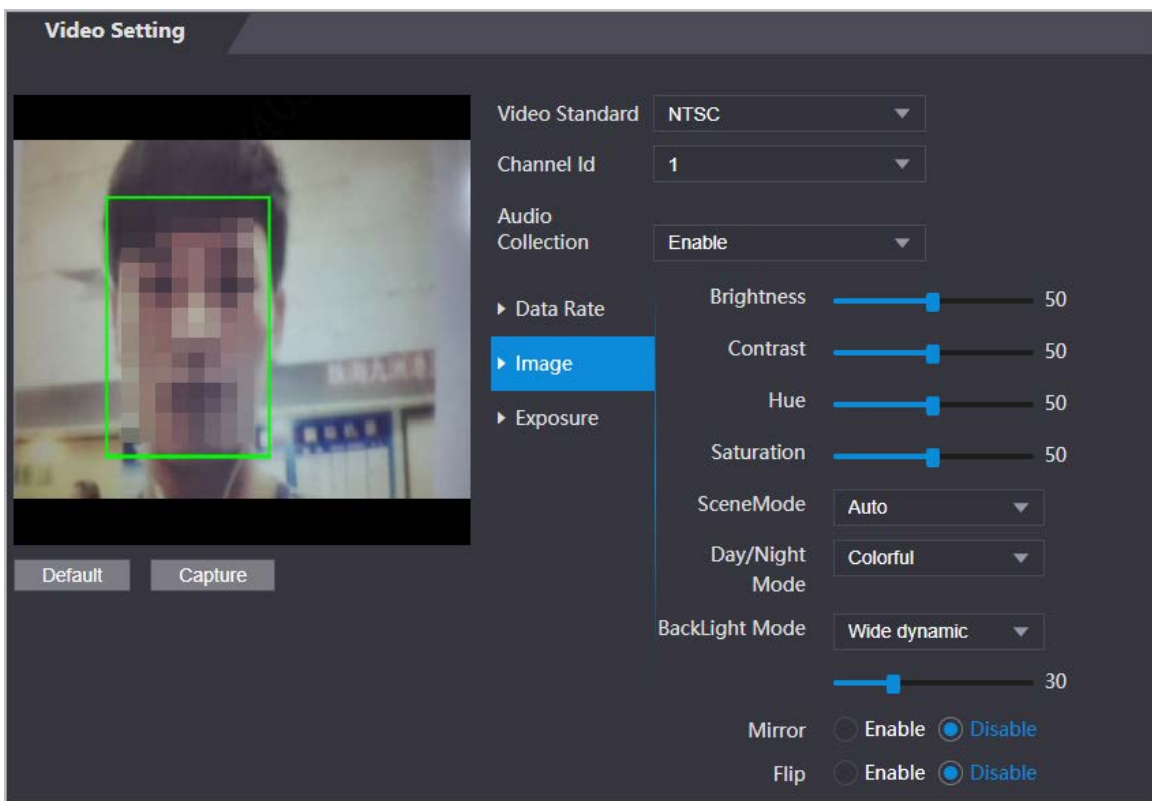 Video Setting
Video Standard NTSC
Channel Id 1
Audio
Collection Enable
Data Rate
Image
Exposure
Brightness 50
Contrast 50
Hue 50
Saturation 50
SceneMode Auto
Day/Night
Mode Colorful
BackLight Mode Wide dynamic
30
Mirror Enable Disable
Flip Enable Disable
Default Capture